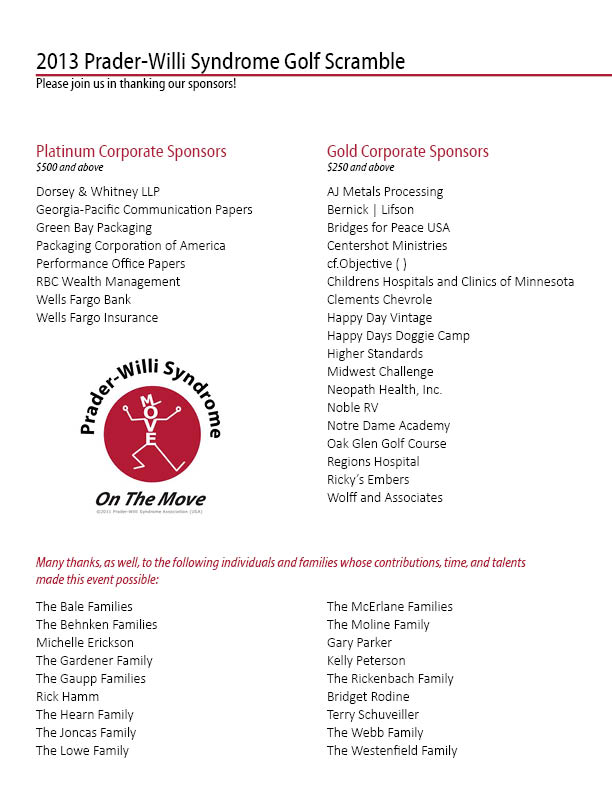 2013 Prader-Willi Syndrome Golf Scramble
Please join us in thanking our sponsors!
Platinum Corporate Sponsors
$500 and above
Dorsey & Whitney LLP
Georgia-Pacific Communication Papers
Green Bay Packaging
Packaging Corporation of America
Performance Office Papers
RBC Wealth Management
Wells Fargo Bank
Wells Fargo Insurance
Prader-Willi Syndrome
MOVE
On The Move
©2011 Prader-Willi Syndrome Association (USA)
Gold Corporate Sponsors
$250 and above
AJ Metals Processing
Bernick | Lifson
Bridges for Peace USA
Centershot Ministries
cf.Objective ( )
Childrens Hospitals and Clinics of Minnesota
Clements Chevrole
Happy Day Vintage
Happy Days Doggie Camp
Higher Standards
Midwest Challenge
Neopath Health, Inc.
Noble RV
Notre Dame Academy
Oak Glen Golf Course
Regions Hospital
Ricky's Embers
Wolff and Associates
Many thanks, as well, to the following individuals and families whose contributions, time, and talents
made this event possible:
The Bale Families
The Behnken Families
Michelle Erickson
The Gardener Family
The Gaupp Families
Rick Hamm
The Hearn Family
The Joncas Family
The Lowe Family
The McErlane Families
The Moline Family
Gary Parker
Kelly Peterson
The Rickenbach Family
Bridget Rodine
Terry Schuveiller
The Webb Family
The Westenfield Family